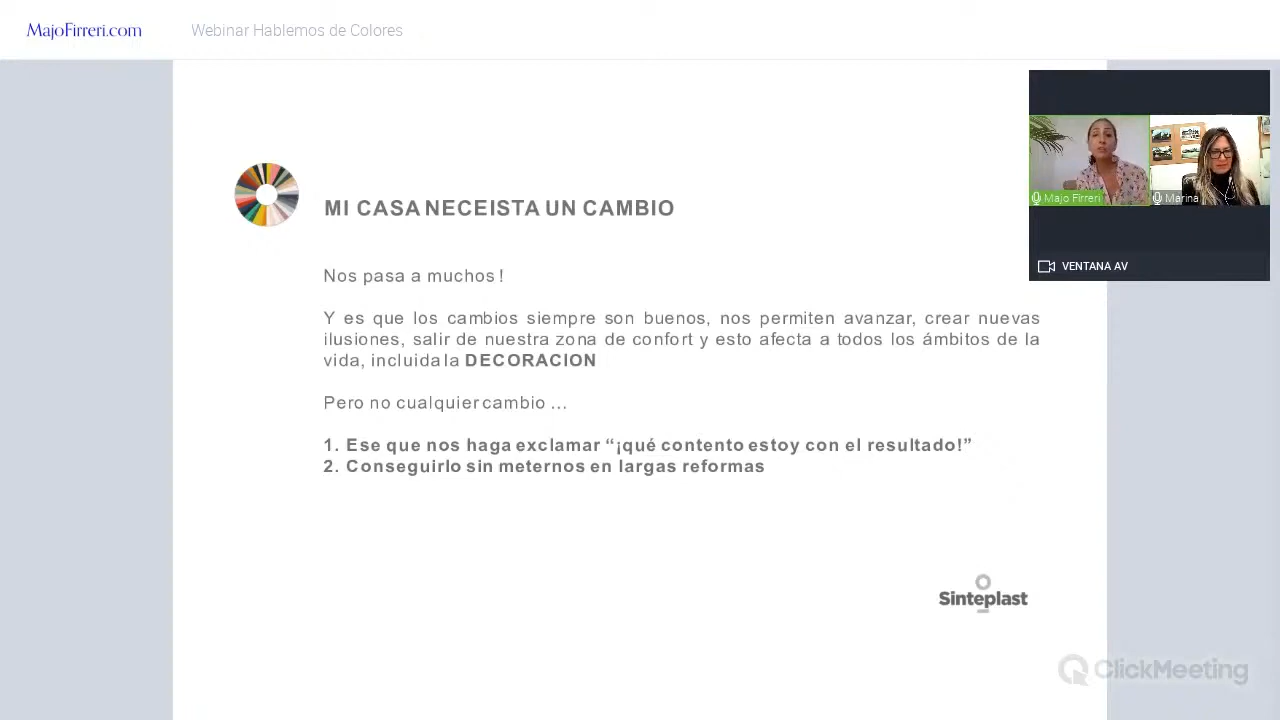 MajoFirreri.com
Webinar Hablemos de Colores
MI CASA NECEISTA UN CAMBIO
Nos pasa a muchos !
Y es que los cambios siempre son buenos, nos permiten avanzar, crear nuevas
ilusiones, salir de nuestra zona de confort y esto afecta a todos los ámbitos de la
vida, incluida la DECORACION
Pero no cualquier cambio ...
1. Ese que nos haga exclamar “¡qué contento estoy con el resultado!”
2. Conseguirlo sin meternos en largas reformas
Majo Firreri
Marina
VENTANA AV
Sinteplast
ClickMeeting